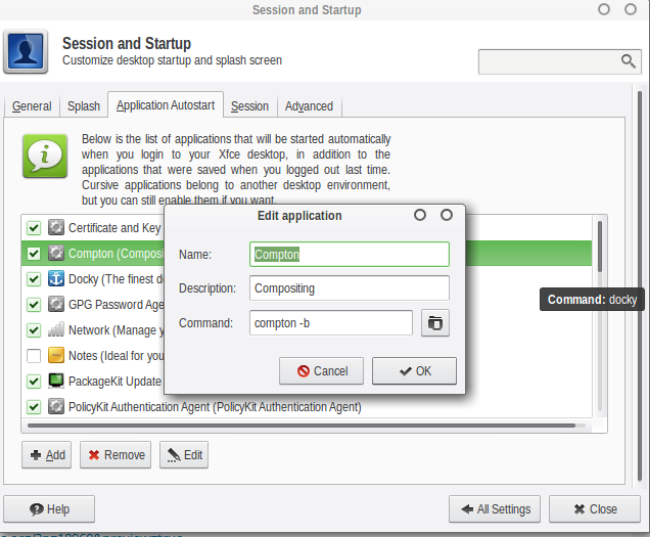 Session and Startup
Session and Startup
Customize desktop startup and splash screen
General Splash Application Autostart Session Advanced
Below is the list of applications that will be started automatically
when you login to your Xfce desktop, in addition to the
applications that were saved when you logged out last time.
Cursive applications belong to another desktop environment,
but you can still enable them if you want.
Edit application
Certificate and Key
Name: Compton
Compton (Composi
Docky (The finest d
Description: Compositing
Command: docky
GPG Password Age
Command: compton -b
Network (Manage y
Notes (Ideal for you
Cancel OK
PackageKit Update
PolicyKit Authentication Agent (PolicyKit Authentication Agent)
Add Remove Edit
Help All Settings Close